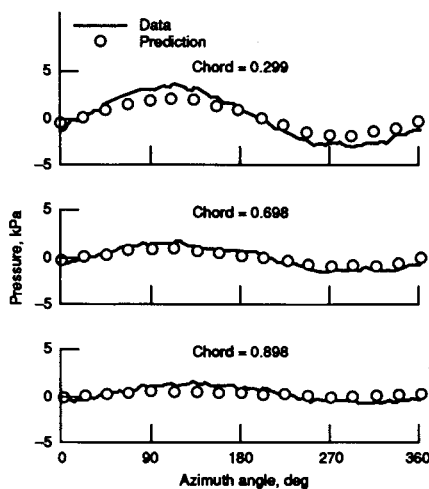 Data
Prediction
Chord = 0.299
5
0
–5
Chord = 0.698
5
0
–5
Pressure, kPa
Chord = 0.898
5
0
–5
0 90 180 270 360
Azimuth angle, deg